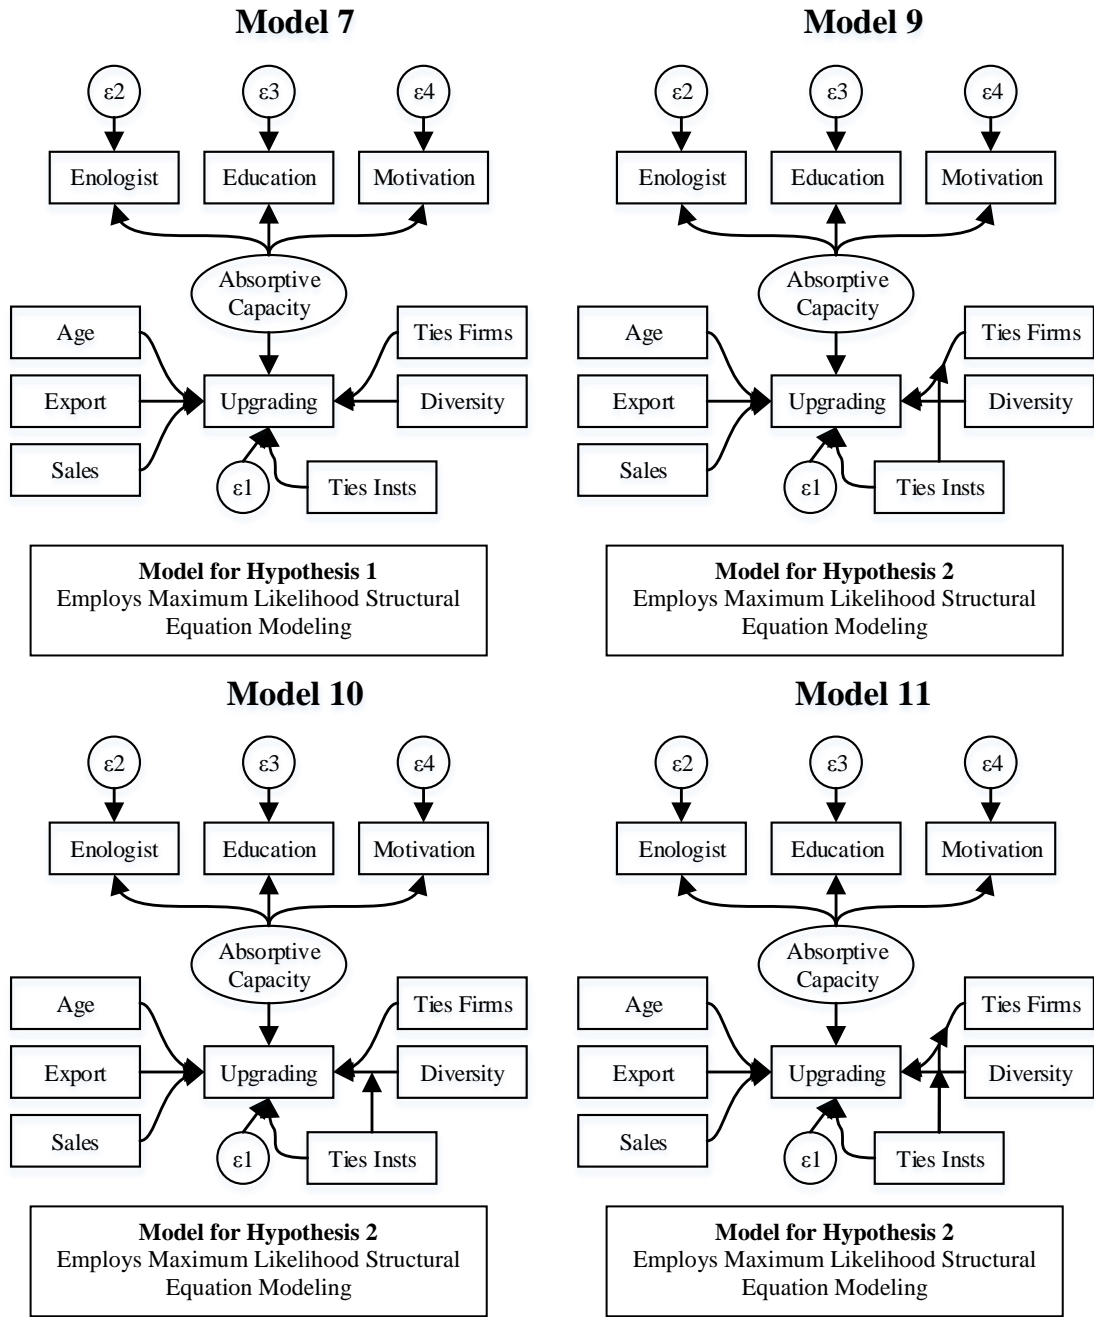 Model 7
ε2
ε3
ε4
Enologist
Education
Motivation
Absorptive
Capacity
Age
Ties Firms
Export
Upgrading
Diversity
Sales
ε1
Ties Insts
Model for Hypothesis 1
Employs Maximum Likelihood Structural
Equation Modeling
Model 9
ε2
ε3
ε4
Enologist
Education
Motivation
Absorptive
Capacity
Age
Ties Firms
Export
Upgrading
Diversity
Sales
ε1
Ties Insts
Model for Hypothesis 2
Employs Maximum Likelihood Structural
Equation Modeling
Model 10
ε2
ε3
ε4
Enologist
Education
Motivation
Absorptive
Capacity
Age
Ties Firms
Export
Upgrading
Diversity
Sales
ε1
Ties Insts
Model for Hypothesis 2
Employs Maximum Likelihood Structural
Equation Modeling
Model 11
ε2
ε3
ε4
Enologist
Education
Motivation
Absorptive
Capacity
Age
Ties Firms
Export
Upgrading
Diversity
Sales
ε1
Ties Insts
Model for Hypothesis 2
Employs Maximum Likelihood Structural
Equation Modeling